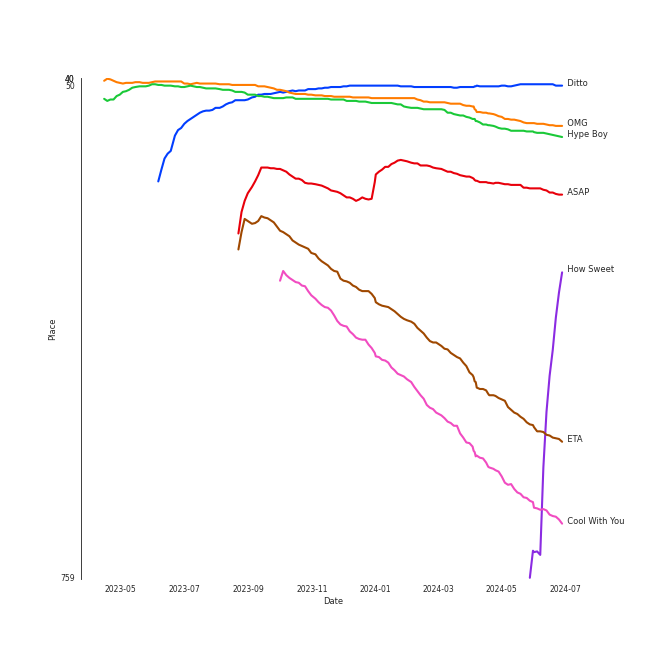 40
50
Ditto
OMG
Hype Boy
ASAP
How Sweet
Place
ETA
Cool With You
759
2023-05 2023-07 2023-09 2023-11 2024-01 2024-03 2024-05 2024-07
Date